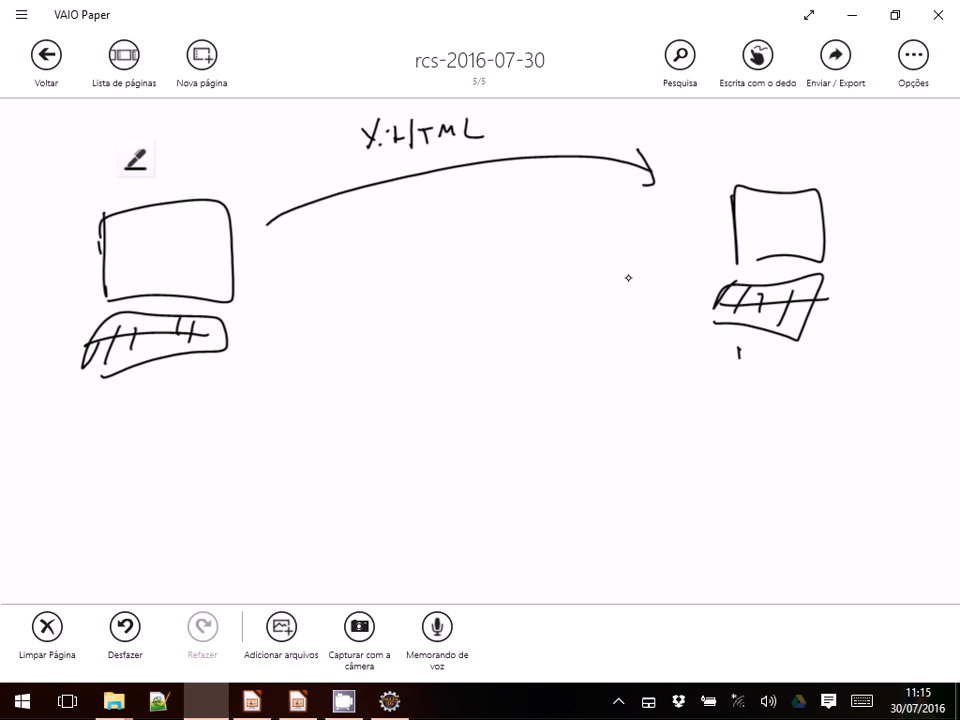 VAIO Paper
Voltar
Lista de páginas
Nova página
rcs-2016-07-30
5/5
Pesquisa
Escrita com o dedo
Enviar / Export
Opções
Limpar Página
Desfazer
Refazer
Adicionar arquivos
Capturar com a
câmera
Memorando de
voz
11:15
30/07/2016